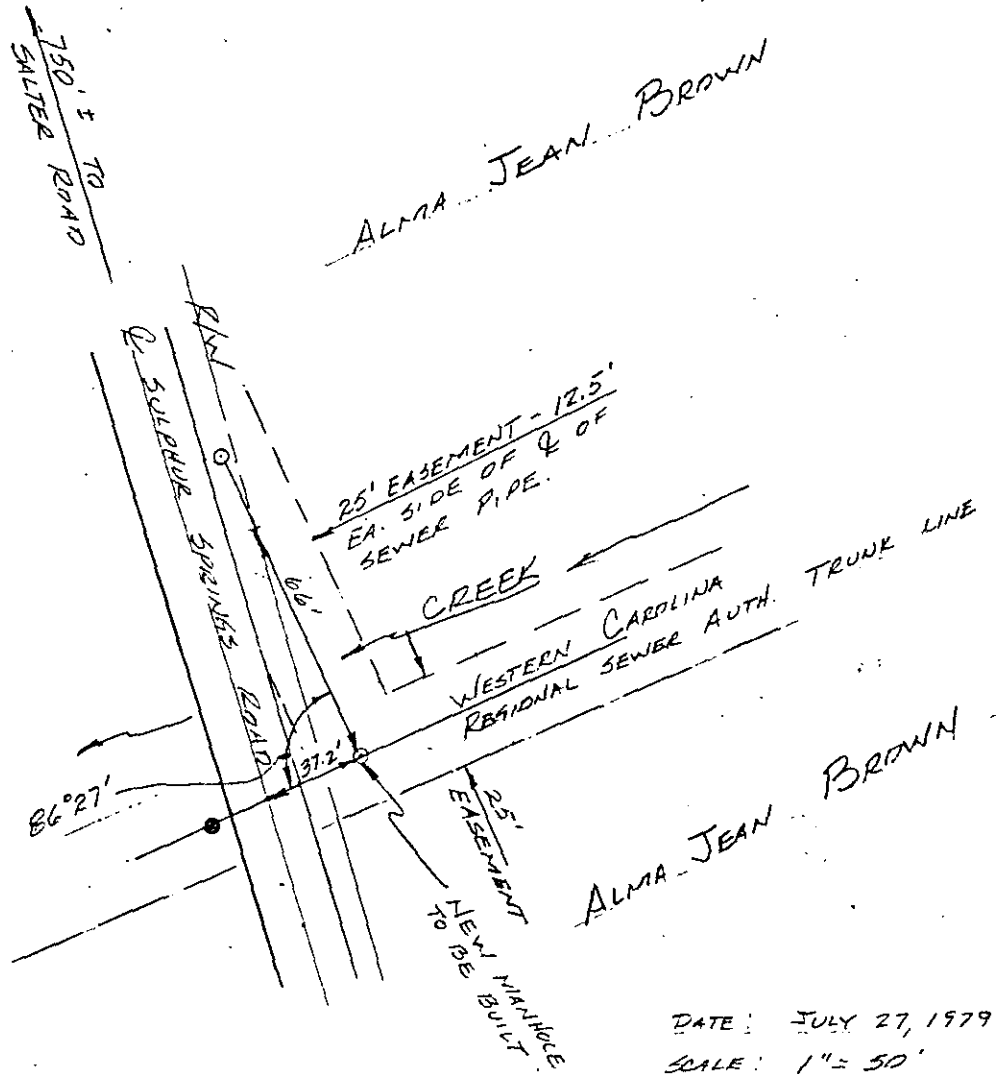 750' ± TO
SALTER ROAD
ALMA JEAN BROWN
R/W
℄ SULPHUR SPRINGS ROAD
25' EASEMENT - 12.5'
EA. SIDE OF ℄ OF
SEWER PIPE.
66'
CREEK
WESTERN CAROLINA
REGIONAL SEWER AUTH. TRUNK LINE
37.2'
86°27'
25'
EASEMENT
ALMA JEAN BROWN
NEW MANHOLE
TO BE BUILT
DATE: JULY 27, 1979
SCALE: 1" = 50'